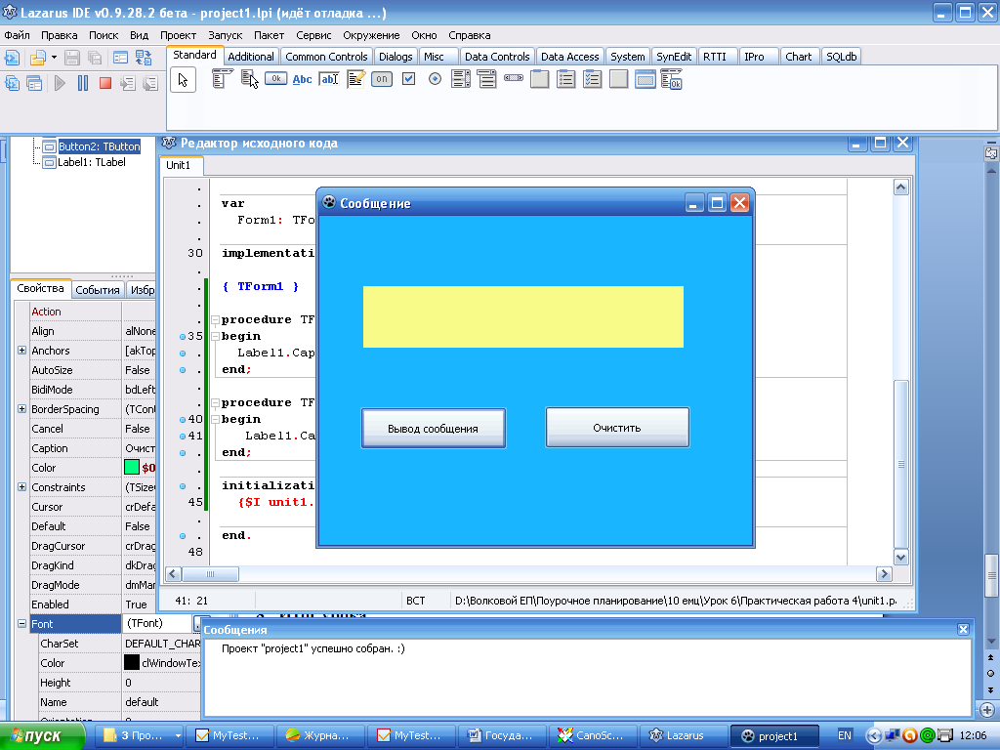 Lazarus IDE v0.9.28.2 бета - project1.lpi (идёт отладка ...)
Файл Правка Поиск Вид Проект Запуск Пакет Сервис Окружение Окно Справка
Standard Additional Common Controls Dialogs Misc Data Controls Data Access System SynEdit RTTI IPro Chart SQLdb
Ok Abc abI on Ok
Button2: TButton
Label1: TLabel
Редактор исходного кода
Unit1
var
Form1: TFo
30 implementati
{ TForm1 }
procedure TF
35 begin
Label1.Cap
end;
procedure TF
40 begin
41 Label1.Ca
end;
initializati
45 {$I unit1.
end.
48
41: 21 ВСТ D:\Волковой ЕП\Поурочное планирование\10 емц\Урок 6\Практическая работа 4\unit1.p
Сообщение
Вывод сообщения Очистить
Свойства События Избр
Action
Align alNone
Anchors [akTop
AutoSize False
BidiMode bdLeft
BorderSpacing (TCont
Cancel False
Caption Очист
Color $0
Constraints (TSize
Cursor crDefa
Default False
DragCursor crDrag
DragKind dkDrag
DragMode dmMan
Enabled True
Font (TFont)
CharSet DEFAULT_CHAR
Color clWindowTe
Height 0
Name default
Сообщения
Проект "project1" успешно собран. :)
пуск 3 Про... MyTest... Журна... MyTest... Госуда... CanoSc... Lazarus project1 EN 12:06